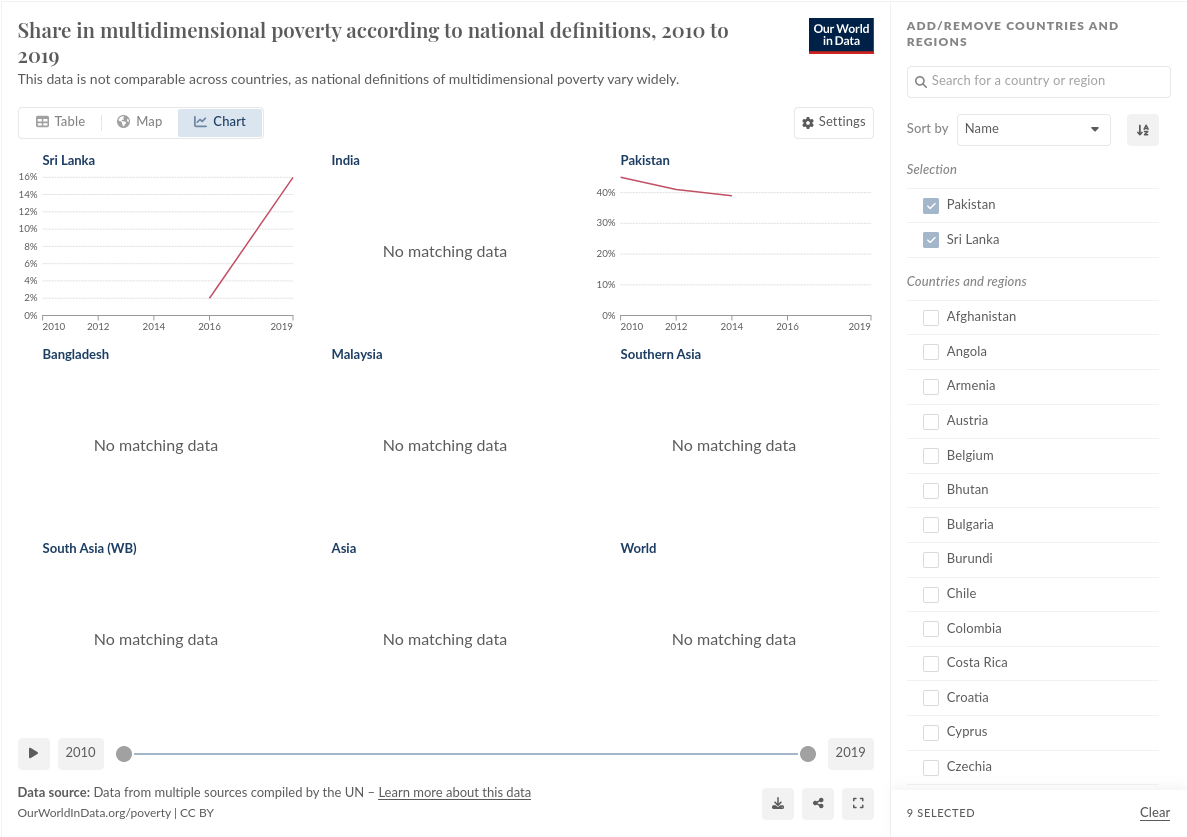 Share in multidimensional poverty according to national definitions, 2010 to
2019
This data is not comparable across countries, as national definitions of multidimensional poverty vary widely.
Our World
in Data
Table
Map
Chart
Settings
Sri Lanka
16%
14%
12%
10%
8%
6%
4%
2%
0%
2010 2012 2014 2016 2019
India
No matching data
Pakistan
40%
30%
20%
10%
0%
2010 2012 2014 2016 2019
Bangladesh
No matching data
Malaysia
No matching data
Southern Asia
No matching data
South Asia (WB)
No matching data
Asia
No matching data
World
No matching data
2010
2019
Data source: Data from multiple sources compiled by the UN – Learn more about this data
OurWorldInData.org/poverty | CC BY
ADD/REMOVE COUNTRIES AND
REGIONS
Search for a country or region
Sort by
Name
Selection
Pakistan
Sri Lanka
Countries and regions
Afghanistan
Angola
Armenia
Austria
Belgium
Bhutan
Bulgaria
Burundi
Chile
Colombia
Costa Rica
Croatia
Cyprus
Czechia
9 SELECTED
Clear